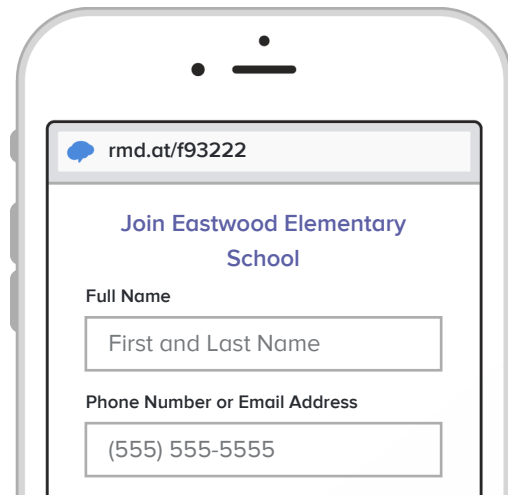 rmd.at/f93222
Join Eastwood Elementary
School
Full Name
First and Last Name
Phone Number or Email Address
(555) 555-5555